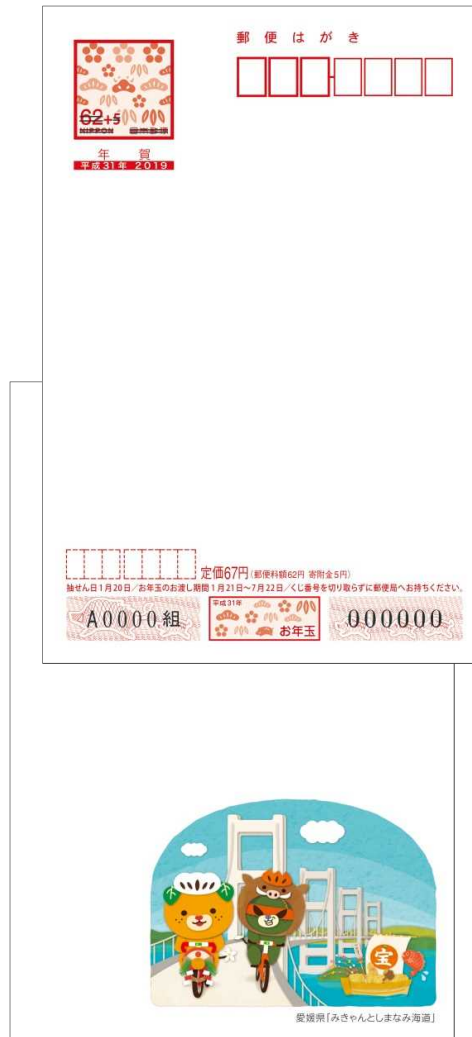 郵便はがき
62+5
NIPPON 日本郵便
年賀
平成31年 2019
定価67円(郵便料額62円 寄附金5円)
抽せん日1月20日/お年玉のお渡し期間1月21日~7月22日/くじ番号を切り取らずに郵便局へお持ちください。
A0000組
平成31年
お年玉
000000
宝
愛媛県「みきゃんとしまなみ海道」